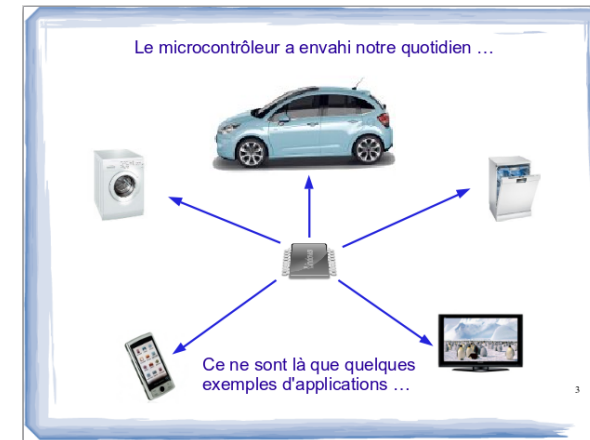 Le microcontrôleur a envahi notre quotidien …
Ce ne sont là que quelques
exemples d'applications …
3